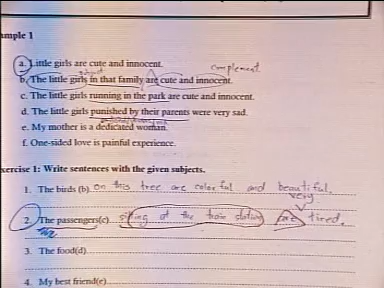 ample 1
a. Little girls are cute and innocent.
complement
b. The little girls in that family are cute and innocent.
c. The little girls running in the park are cute and innocent.
d. The little girls punished by their parents were very sad.
e. My mother is a dedicated woman.
f. One-sided love is painful experience.
xercise 1: Write sentences with the given subjects.
1. The birds (b) on this tree are colorful and beautiful.
very
2. The passengers(c) sitting at the train station are tired.
3. The food(d)
4. My best friend(e)